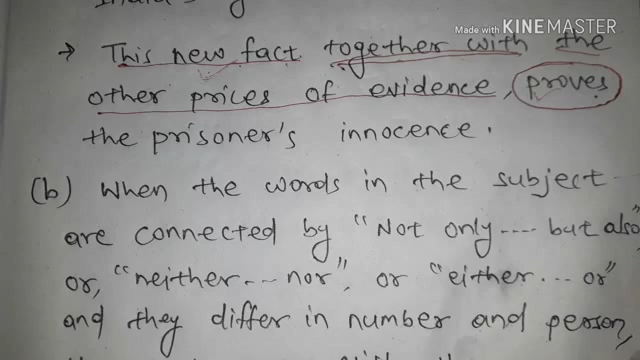 Made with KINEMASTER
→ This new fact together with the
other prices of evidence, proves
the prisoner's innocence.
(b) When the words in the subject
are connected by "Not only ---- but also"
or, "neither --- nor", or "either ... or"
and they differ in number and person,